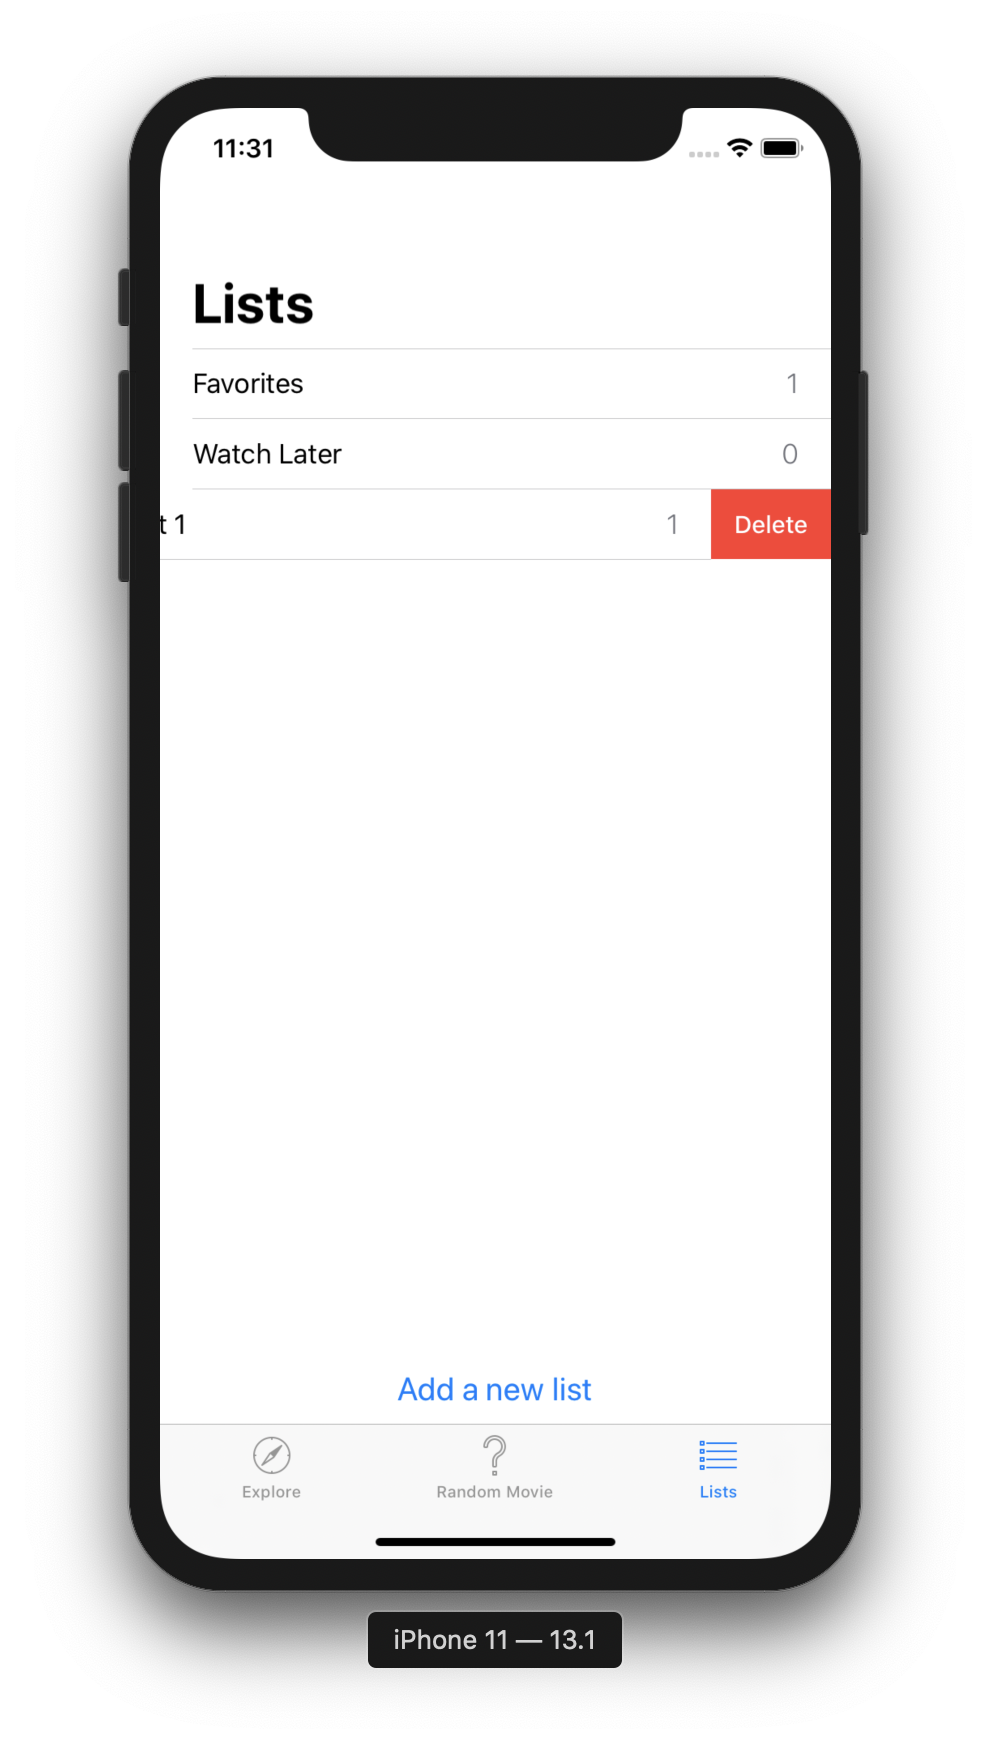 11:31
Lists
Favorites 1
Watch Later 0
t 1 1 Delete
Add a new list
Explore Random Movie Lists
iPhone 11 — 13.1